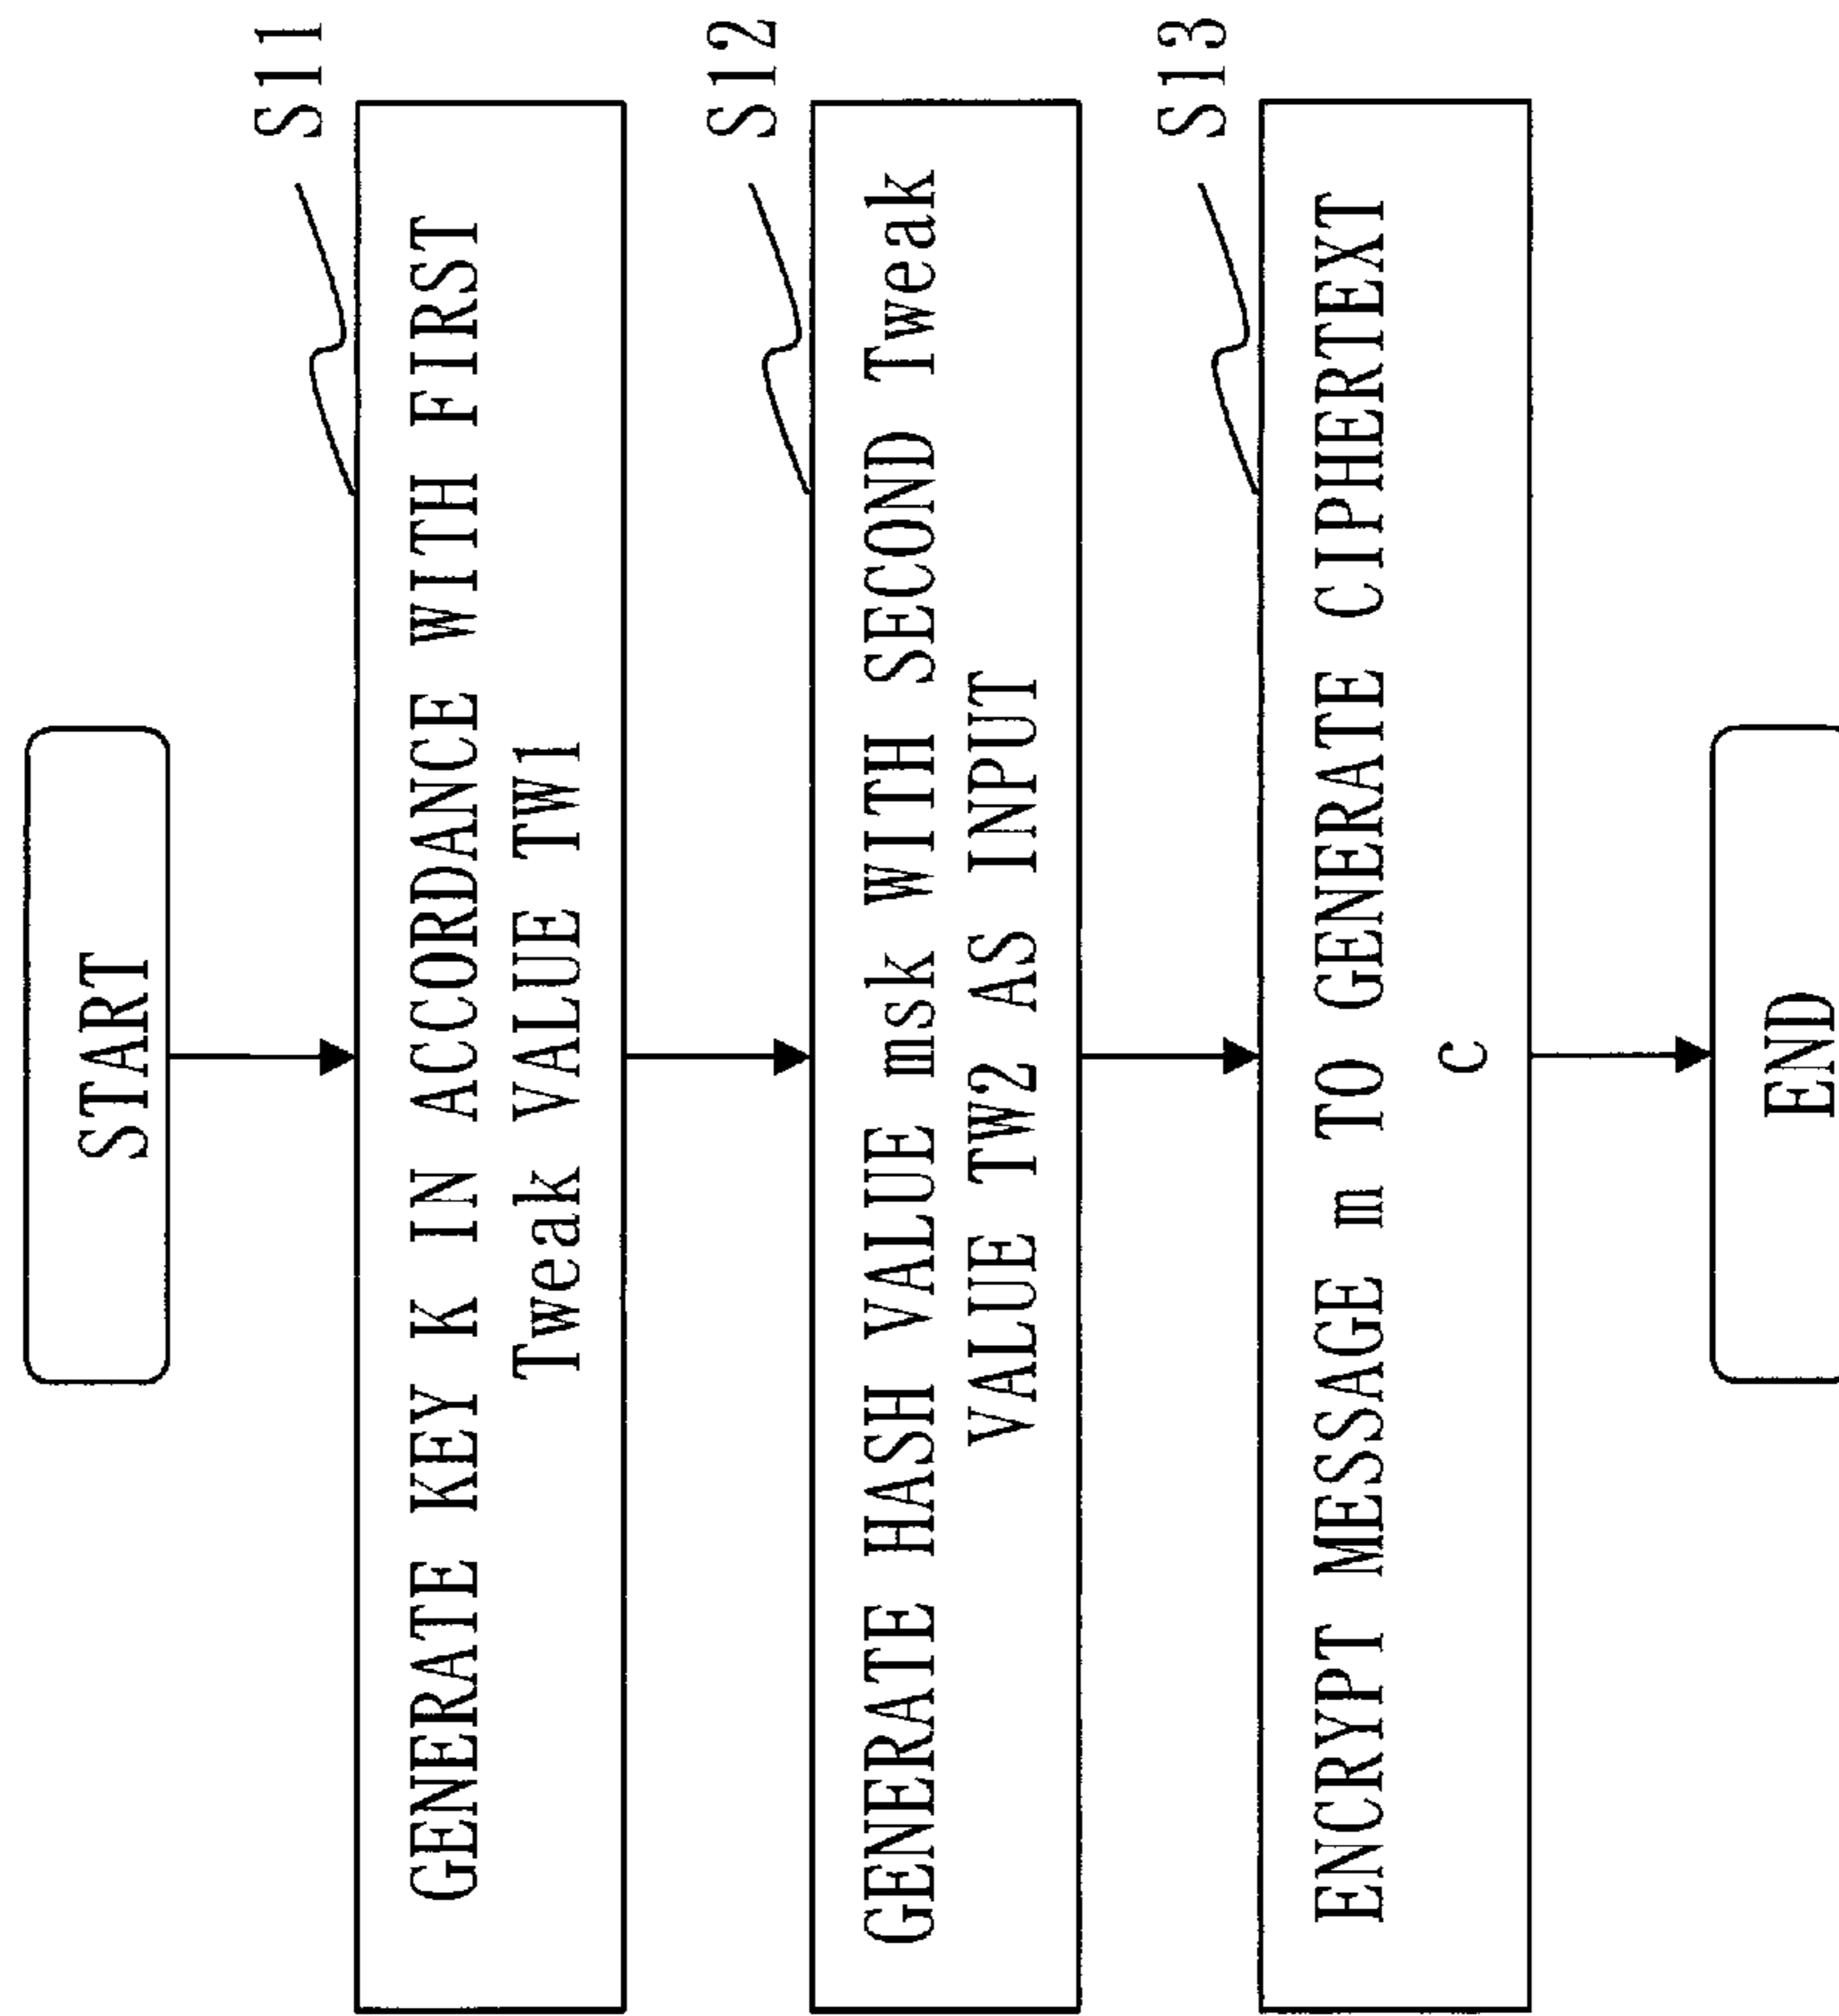 START
S11
GENERATE KEY K IN ACCORDANCE WITH FIRST
Tweak VALUE TW1
S12
GENERATE HASH VALUE msk WITH SECOND Tweak
VALUE TW2 AS INPUT
S13
ENCRYPT MESSAGE m TO GENERATE CIPHERTEXT
c
END